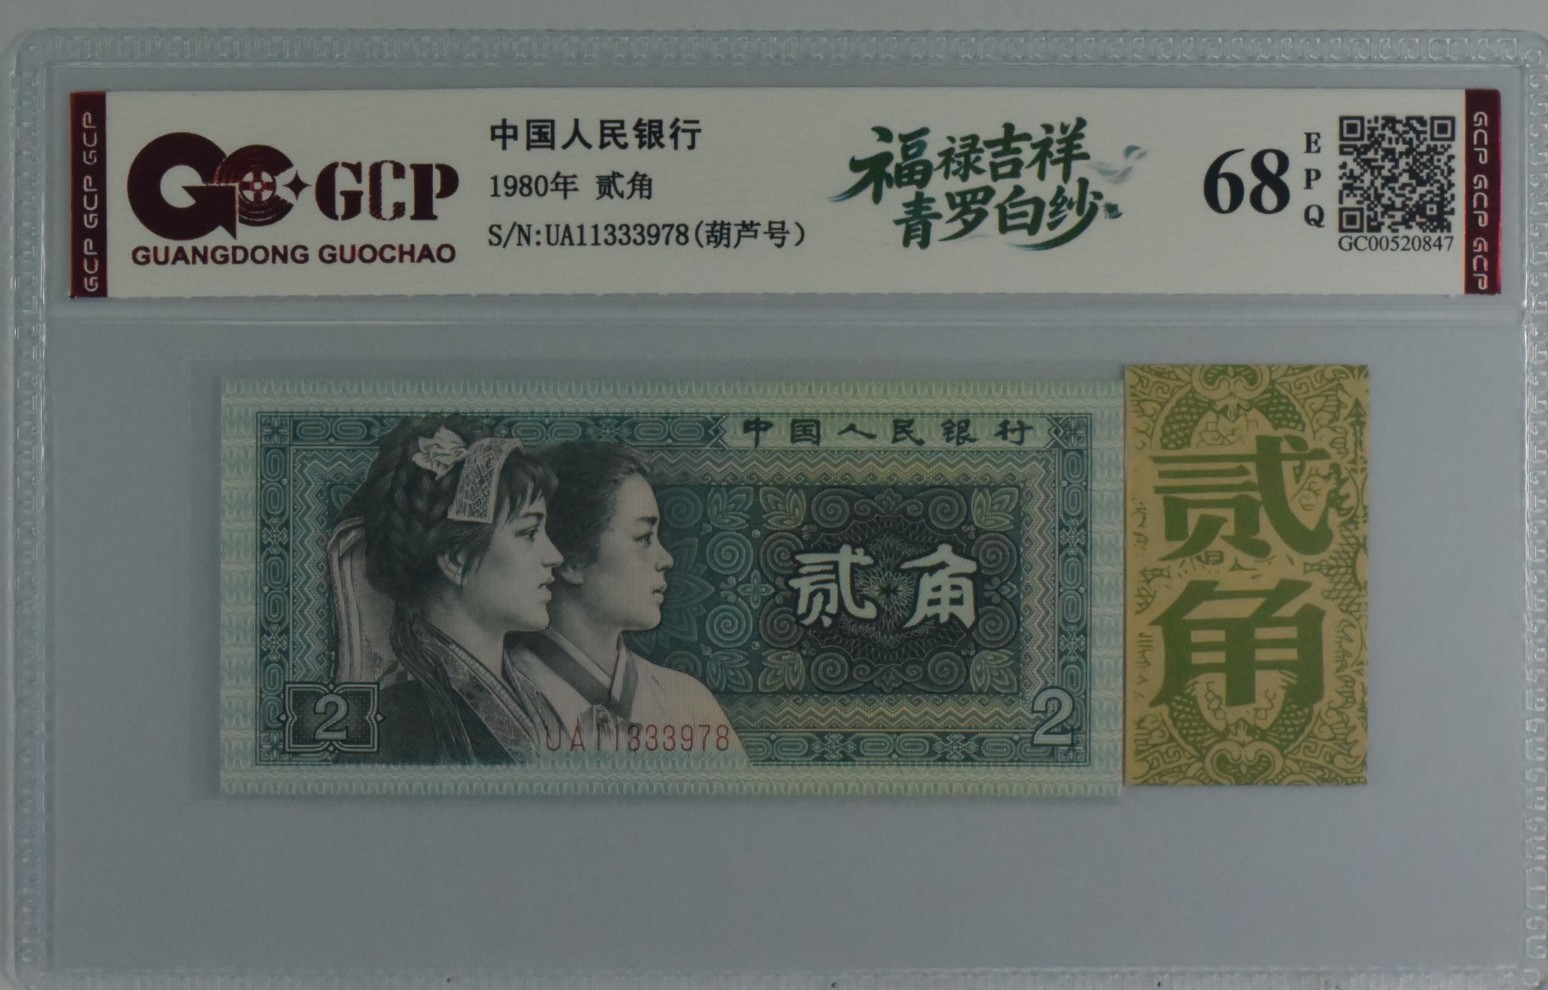 GCP GCP GCP
GCP
GUANGDONG GUOCHAO
中国人民银行
1980年 贰角
S/N:UA11333978(葫芦号)
福禄吉祥
青罗白纱
68
EPQ
GC00520847
GCP GCP GCP
中国人民银行
贰角
2
UA11333978
2
贰角